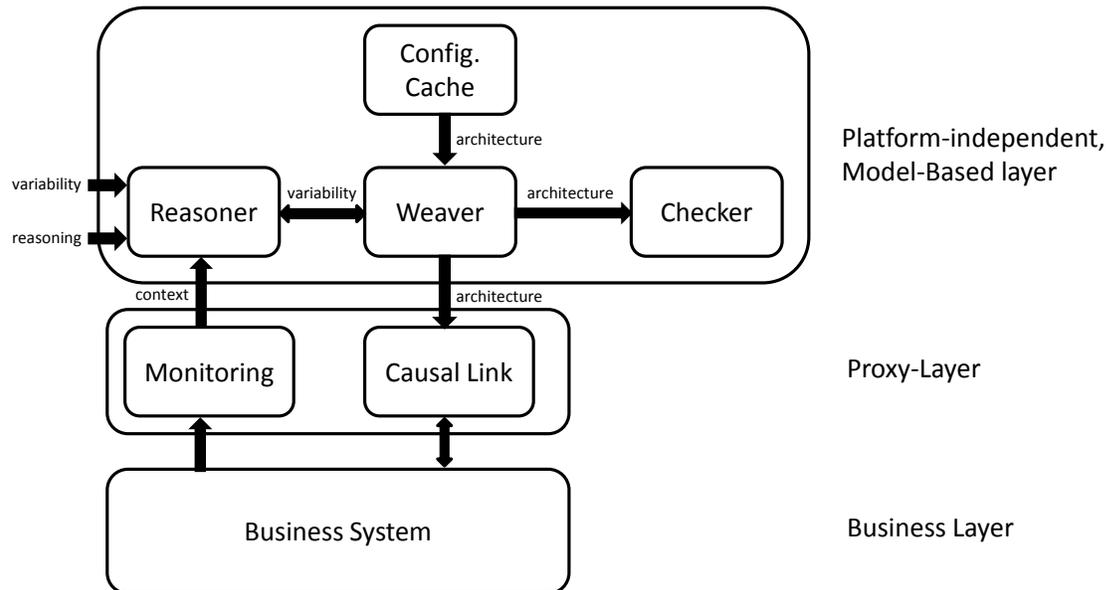 Config.
Cache
architecture
Platform-independent,
Model-Based layer
variability
reasoning
Reasoner
variability
Weaver
architecture
Checker
context
architecture
Monitoring
Causal Link
Proxy-Layer
Business System
Business Layer